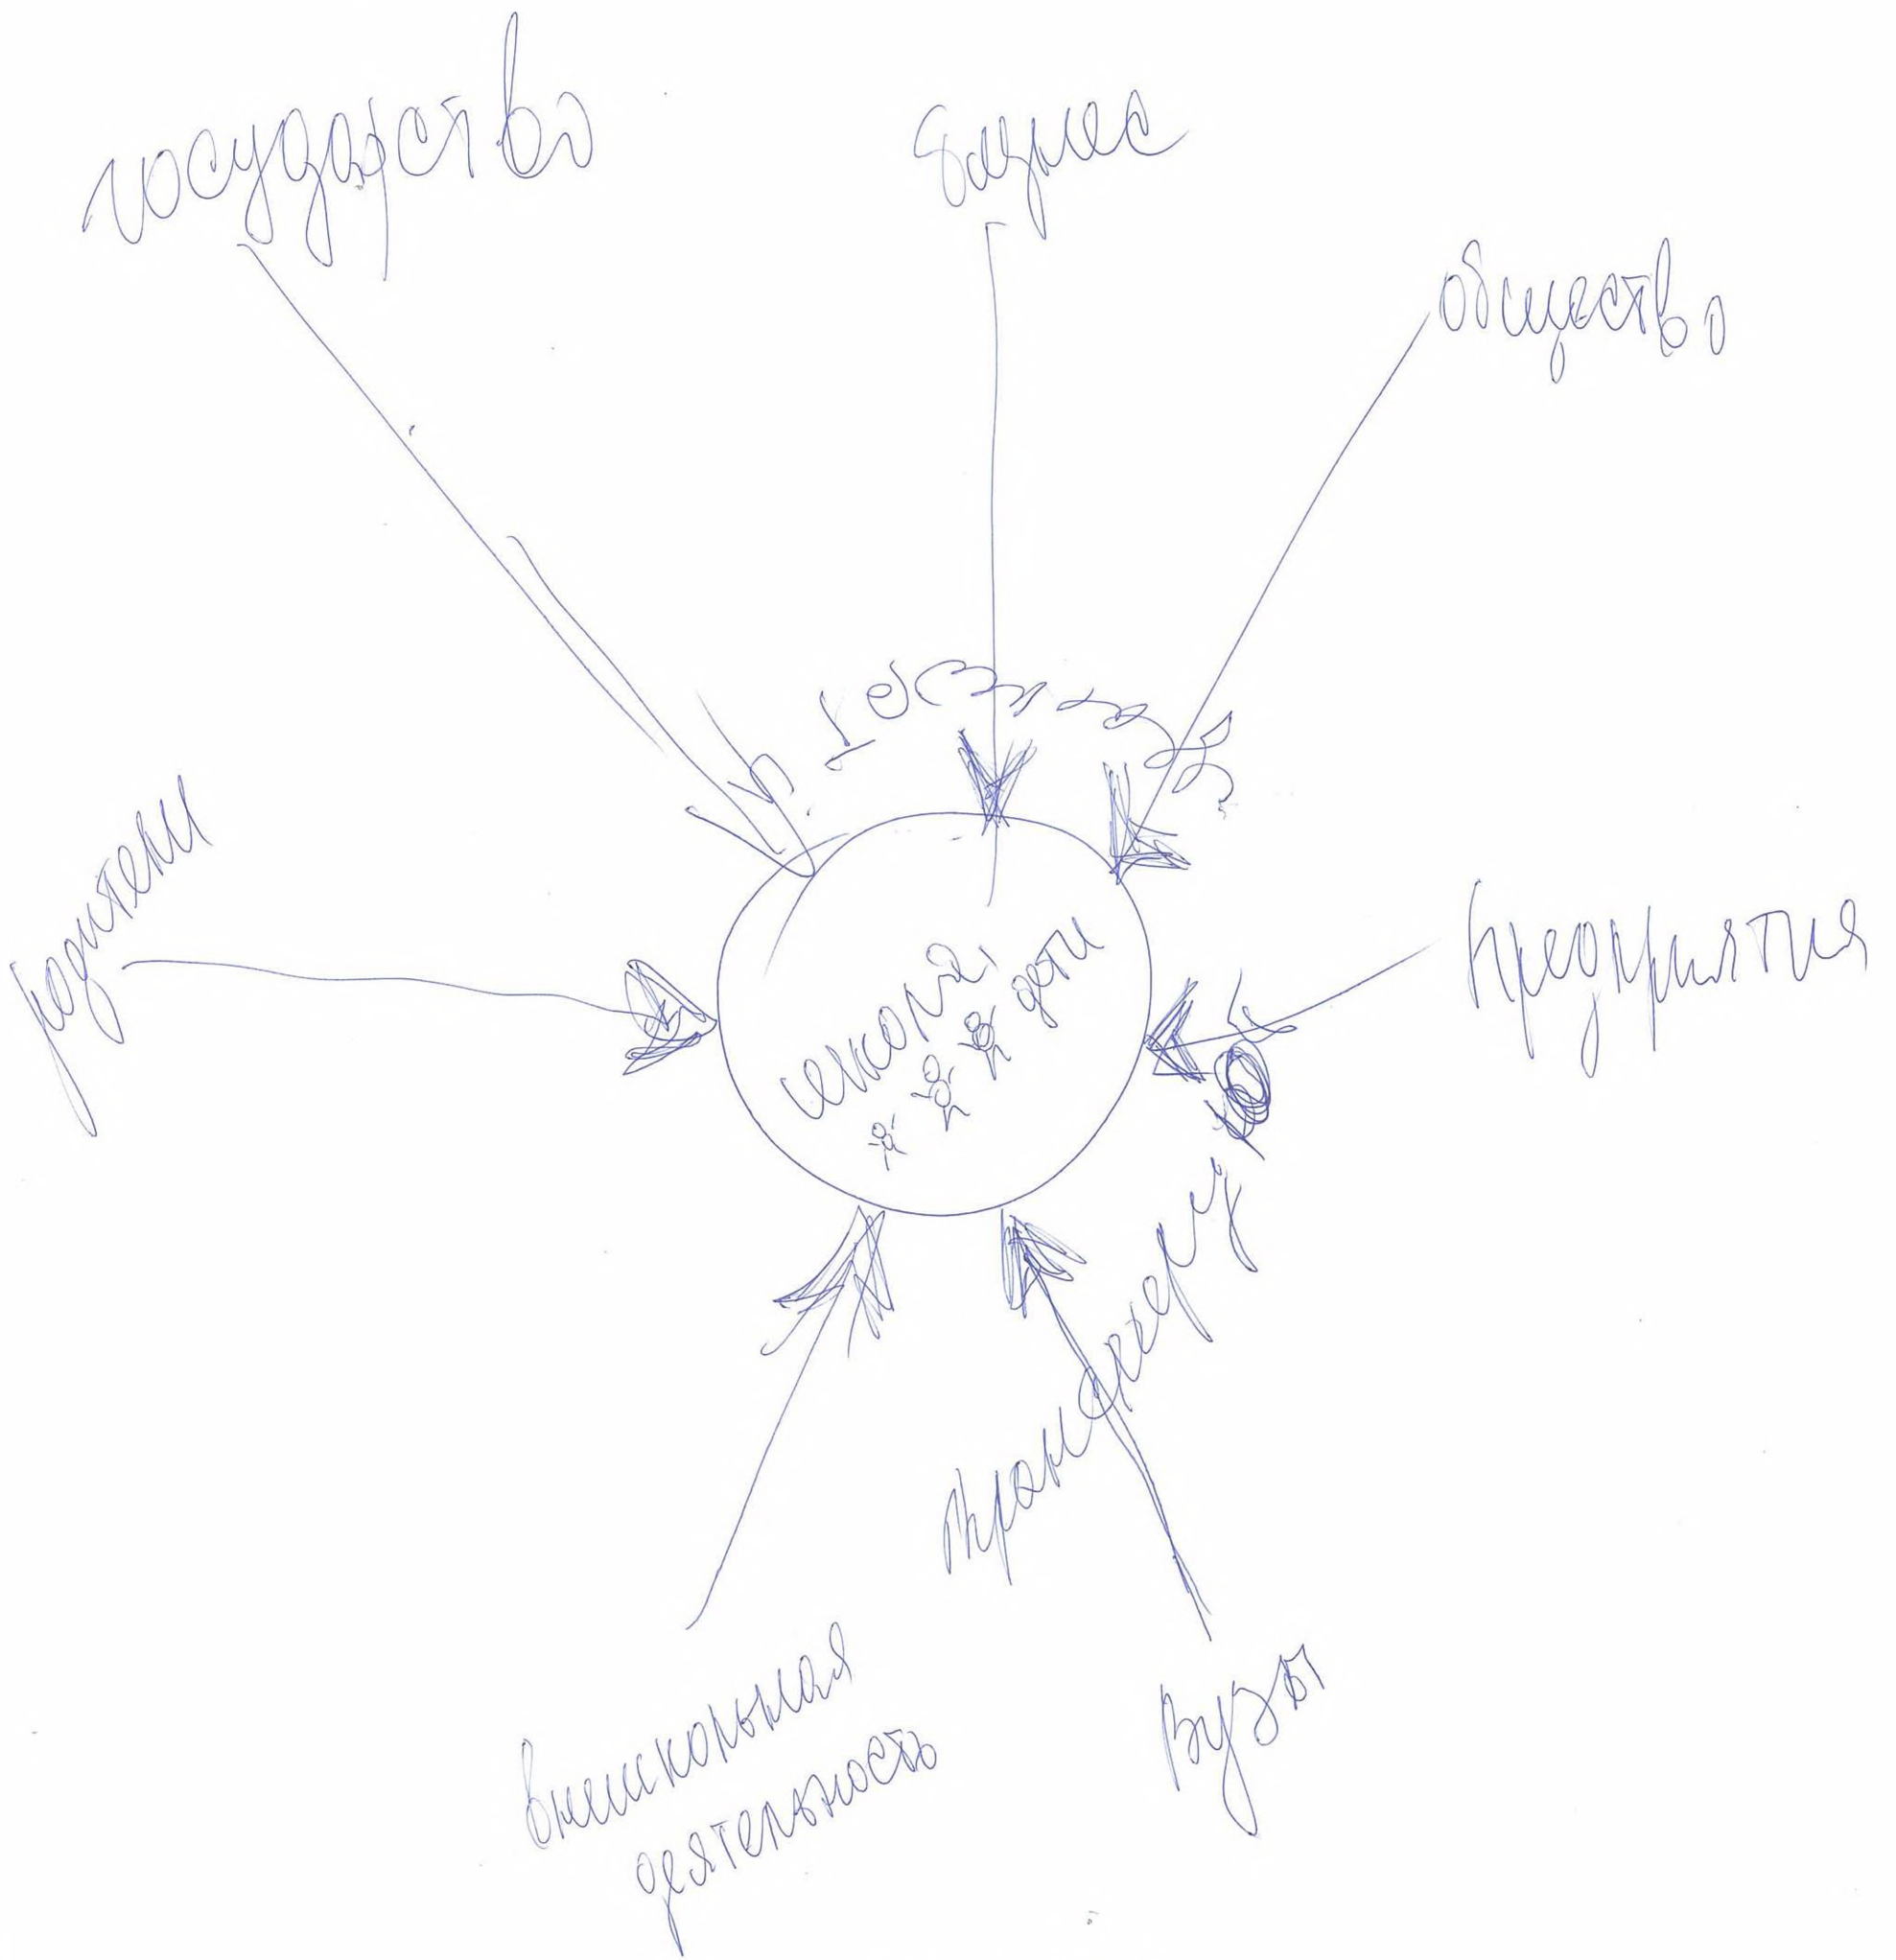 государство
бизнес
общество
родители
предприятия
школа,
дети
внешкольная
деятельность
Вузы